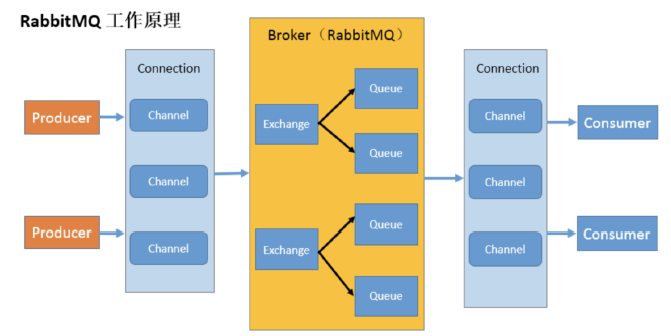 RabbitMQ 工作原理
Broker（RabbitMQ）
Connection
Connection
Producer
Channel
Exchange
Queue
Channel
Consumer
Queue
Channel
Channel
Producer
Channel
Exchange
Queue
Channel
Consumer
Queue